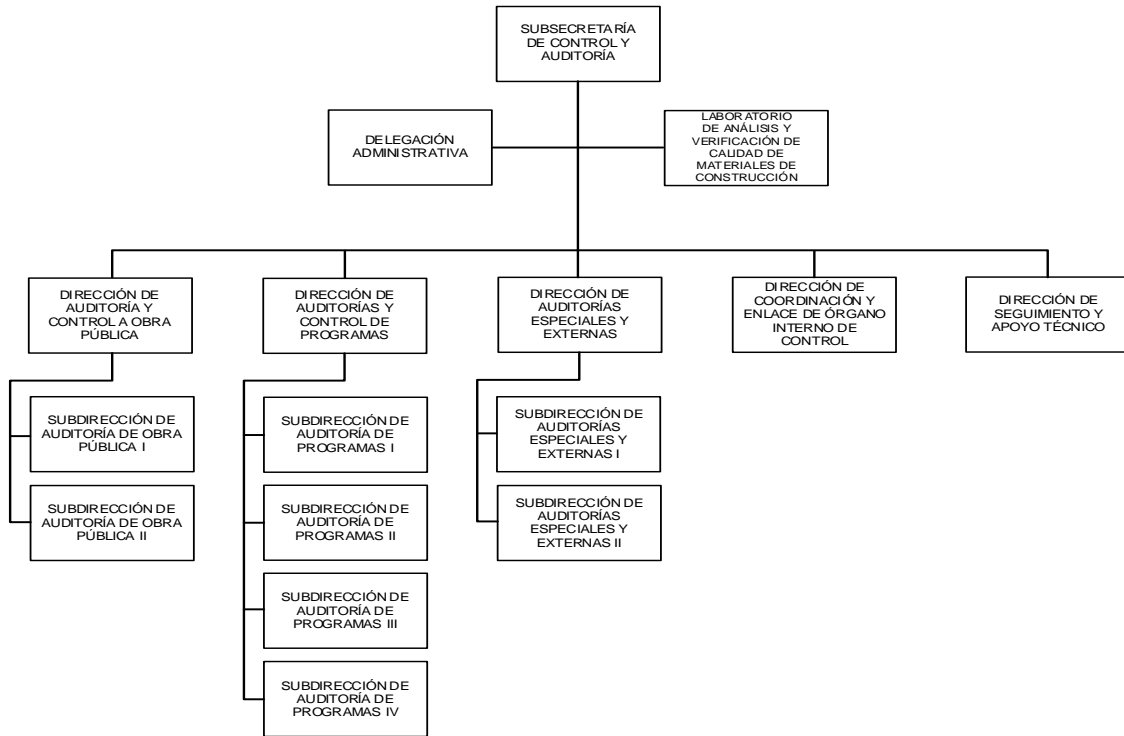 SUBSECRETARÍA
DE CONTROL Y
AUDITORÍA
DELEGACIÓN
ADMINISTRATIVA
LABORATORIO
DE ANÁLISIS Y
VERIFICACIÓN DE
CALIDAD DE
MATERIALES DE
CONSTRUCCIÓN
DIRECCIÓN DE
AUDITORÍA Y
CONTROL A OBRA
PÚBLICA
DIRECCIÓN DE
AUDITORÍAS Y
CONTROL DE
PROGRAMAS
DIRECCIÓN DE
AUDITORÍAS
ESPECIALES Y
EXTERNAS
DIRECCIÓN DE
COORDINACIÓN Y
ENLACE DE ÓRGANO
INTERNO DE
CONTROL
DIRECCIÓN DE
SEGUIMIENTO Y
APOYO TÉCNICO
SUBDIRECCIÓN DE
AUDITORÍA DE OBRA
PÚBLICA I
SUBDIRECCIÓN DE
AUDITORÍA DE OBRA
PÚBLICA II
SUBDIRECCIÓN DE
AUDITORÍA DE
PROGRAMAS I
SUBDIRECCIÓN DE
AUDITORÍA DE
PROGRAMAS II
SUBDIRECCIÓN DE
AUDITORÍA DE
PROGRAMAS III
SUBDIRECCIÓN DE
AUDITORÍA DE
PROGRAMAS IV
SUBDIRECCIÓN DE
AUDITORÍAS
ESPECIALES Y
EXTERNAS I
SUBDIRECCIÓN DE
AUDITORÍAS
ESPECIALES Y
EXTERNAS II